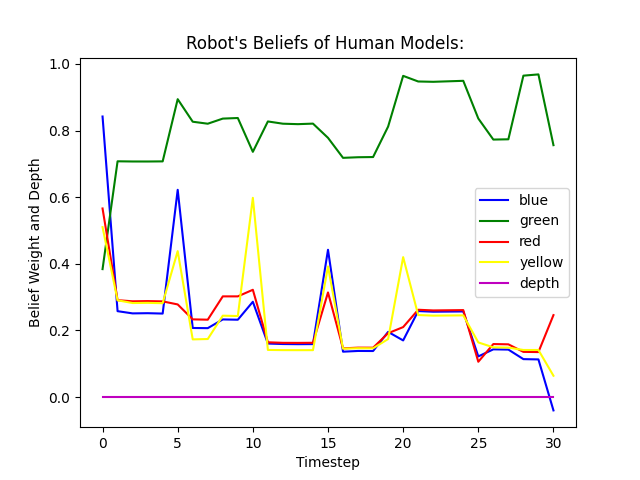 Robot's Beliefs of Human Models:
1.0
0.8
0.6
0.4
0.2
0.0
Belief Weight and Depth
blue
green
red
yellow
depth
0 5 10 15 20 25 30
Timestep